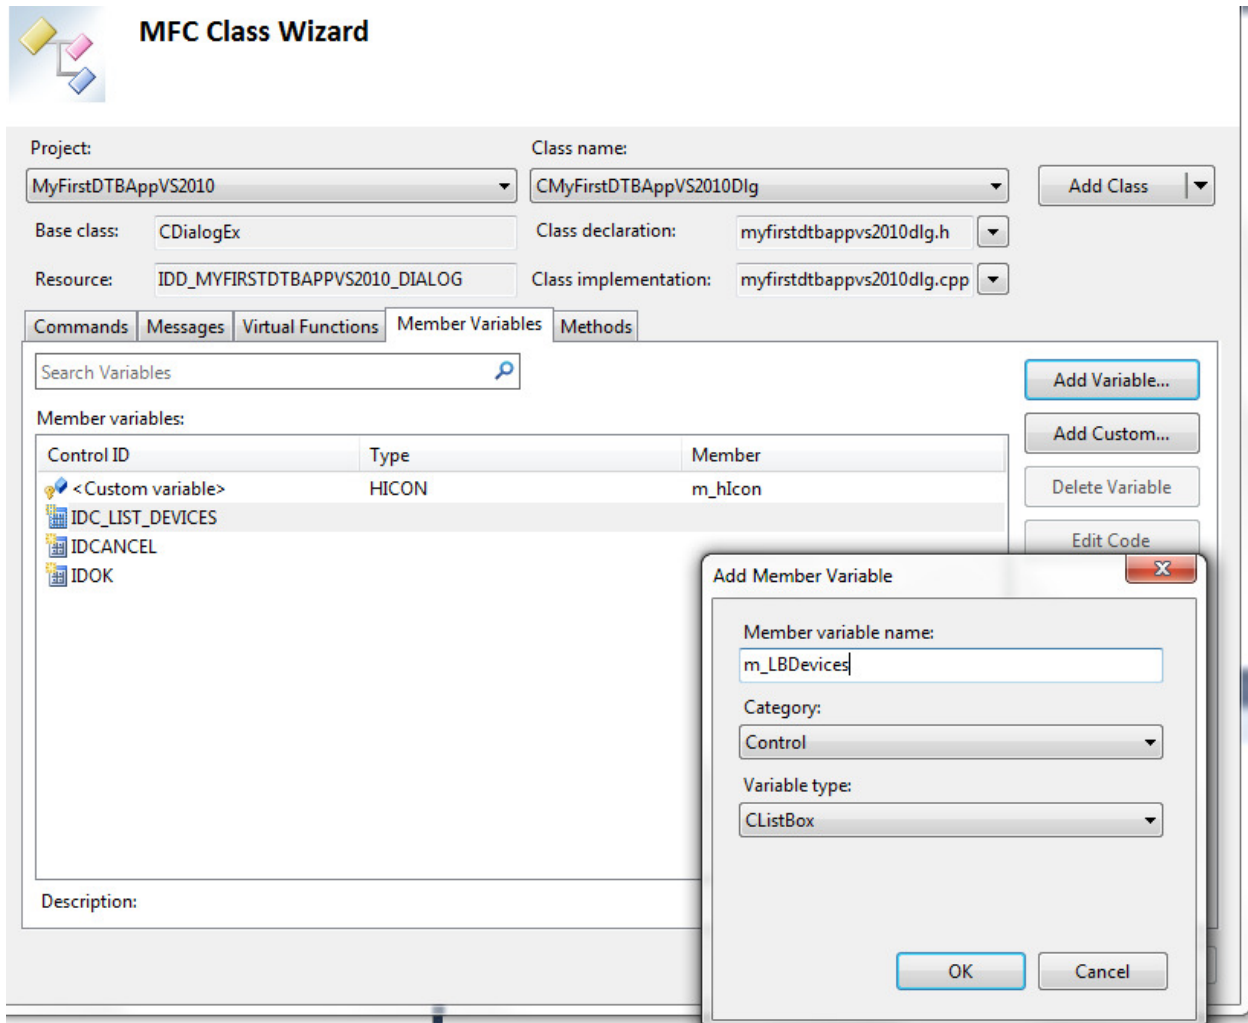 MFC Class Wizard
Project:
Class name:
MyFirstDTBAppVS2010
CMyFirstDTBAppVS2010Dlg
Add Class
Base class:
CDialogEx
Class declaration:
myfirstdtbappvs2010dlg.h
Resource:
IDD_MYFIRSTDTBAPPVS2010_DIALOG
Class implementation:
myfirstdtbappvs2010dlg.cpp
Commands Messages Virtual Functions Member Variables Methods
Search Variables
Add Variable...
Member variables:
Add Custom...
Control ID Type Member
<Custom variable> HICON m_hIcon
Delete Variable
IDC_LIST_DEVICES
IDCANCEL
Edit Code
IDOK
Add Member Variable
Member variable name:
m_LBDevices
Category:
Control
Variable type:
CListBox
Description:
OK
Cancel